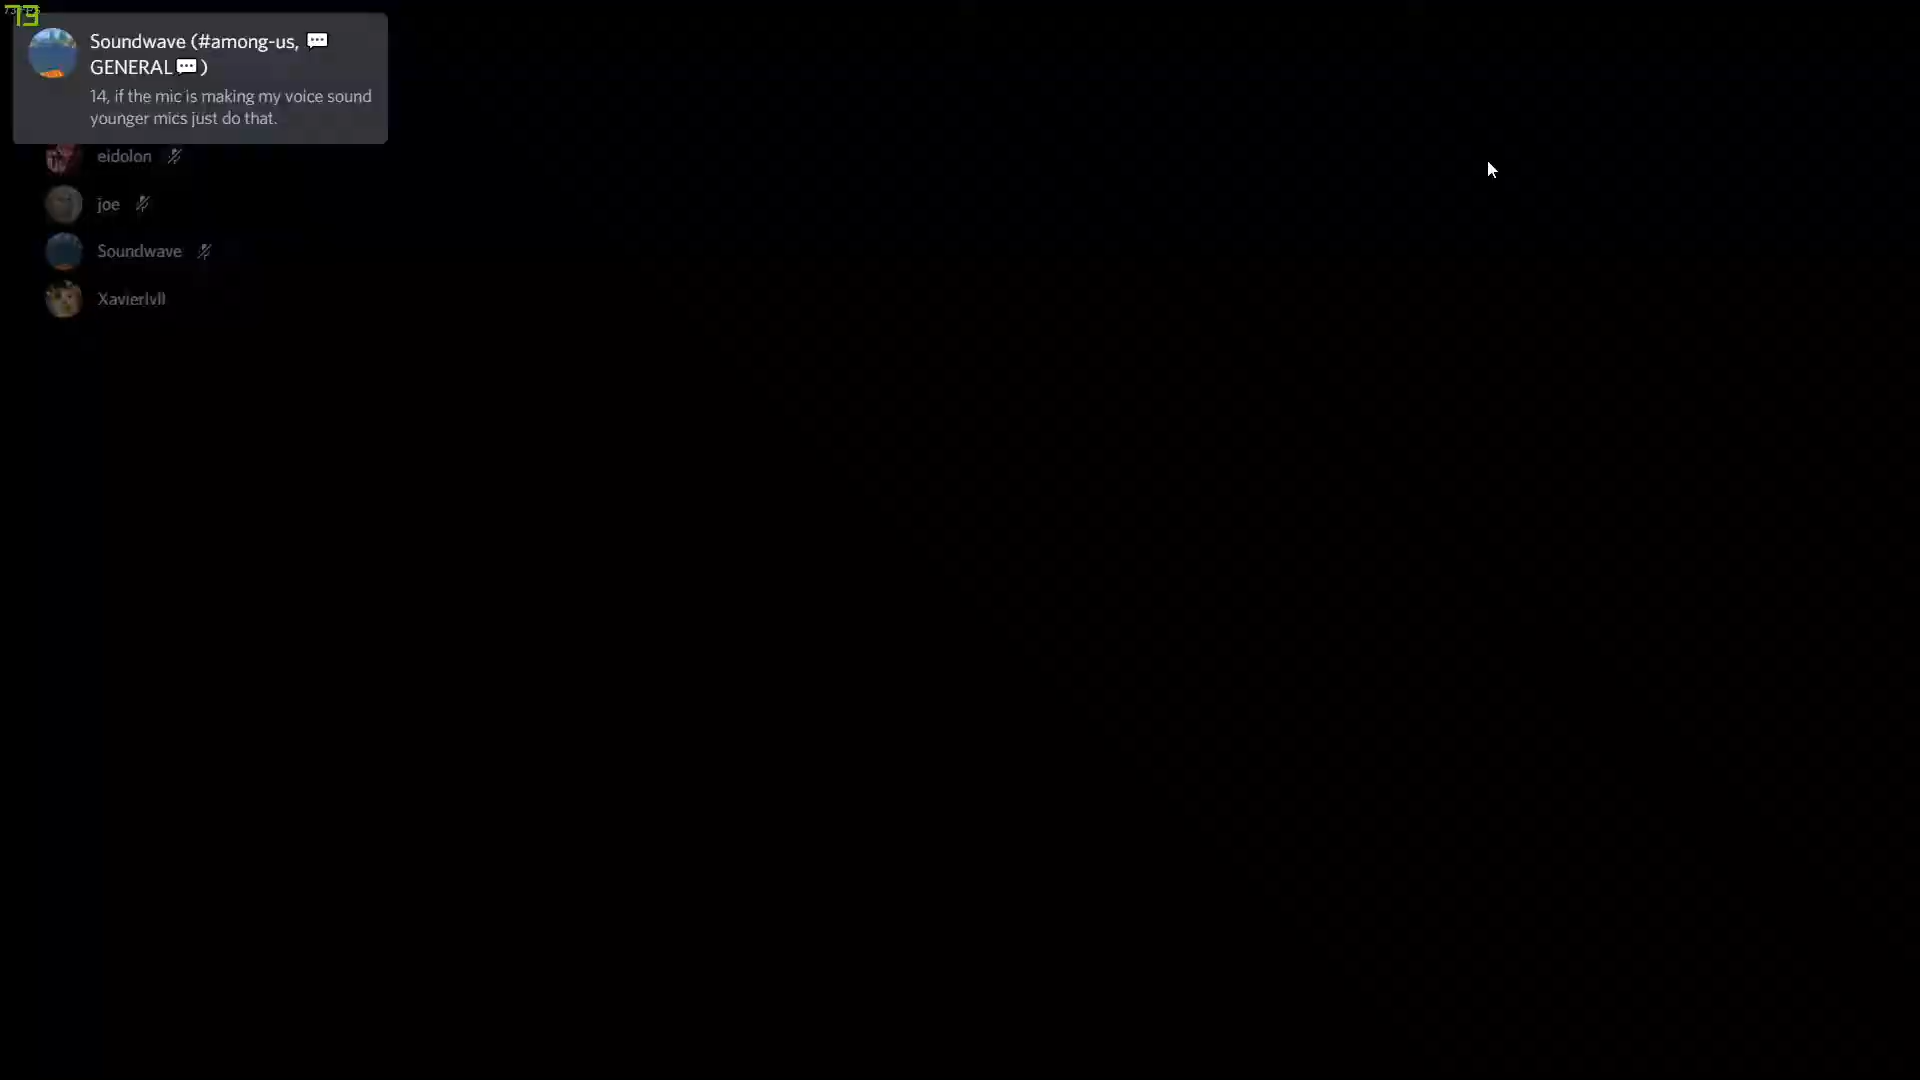 73
Soundwave (#among-us, 💬
GENERAL💬)
14, if the mic is making my voice sound
younger mics just do that.
eidolon
joe
Soundwave
Xavierlvll